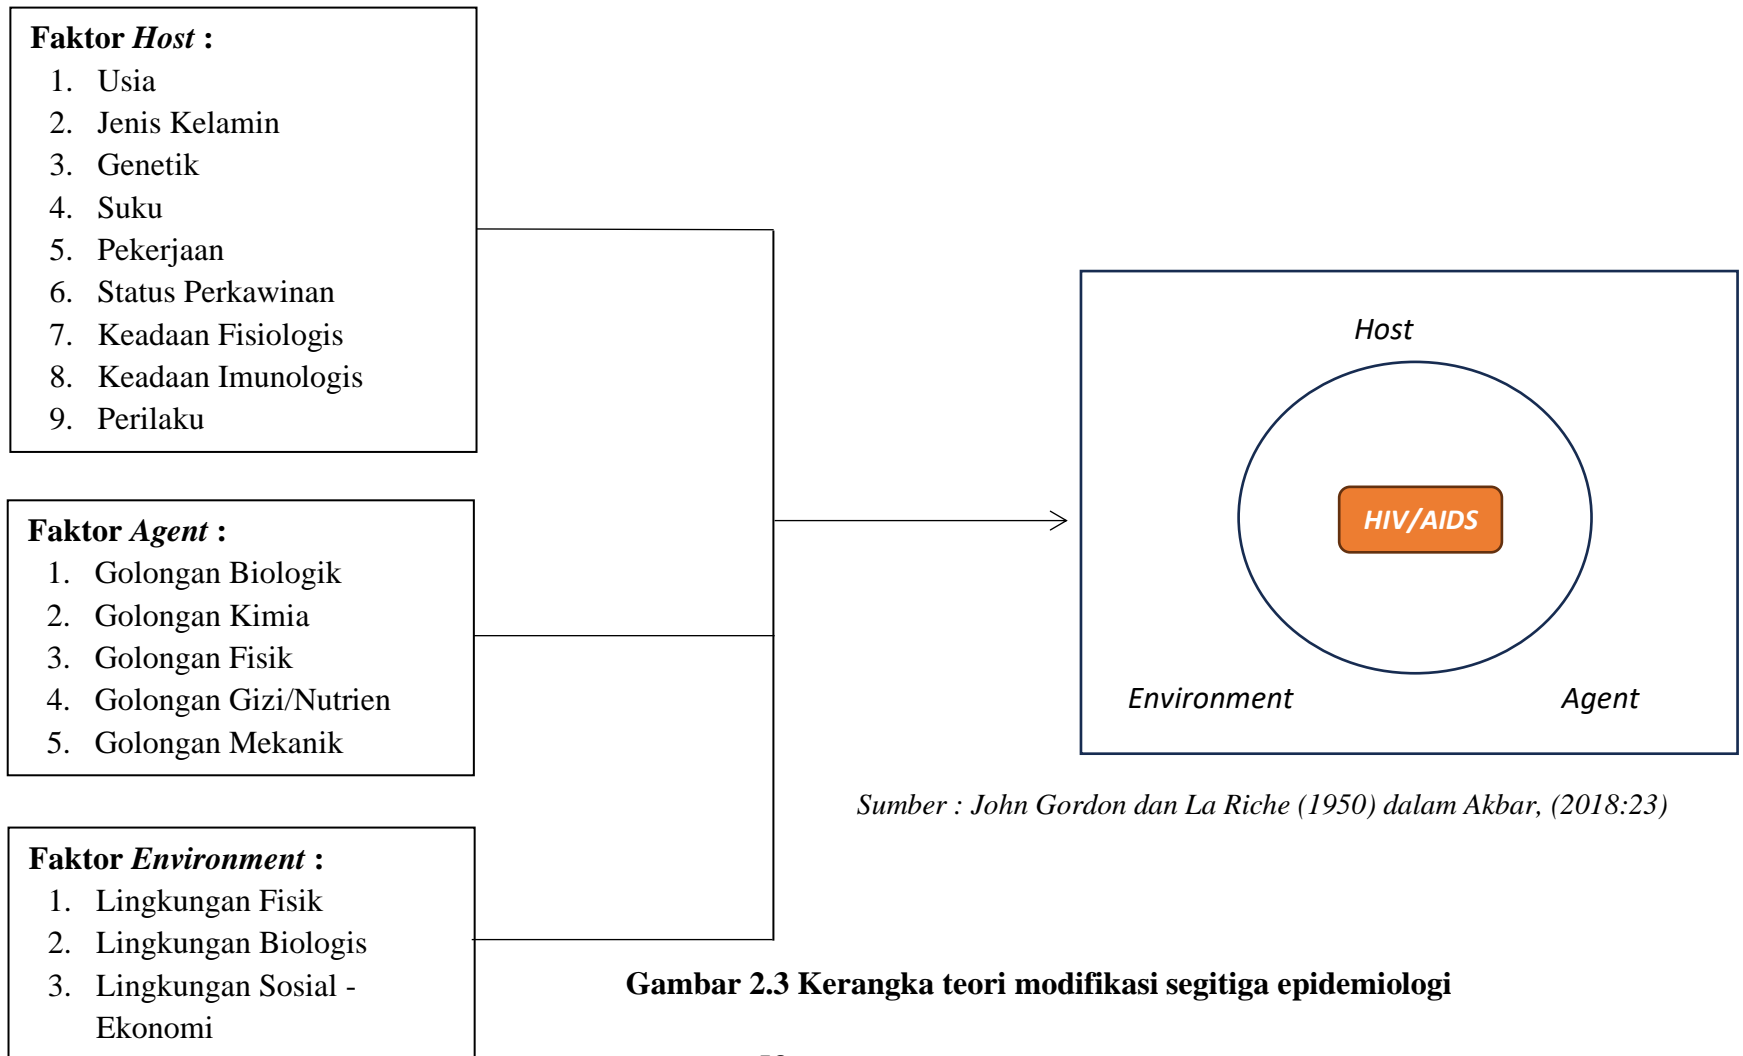 Faktor Host :
1. Usia
2. Jenis Kelamin
3. Genetik
4. Suku
5. Pekerjaan
6. Status Perkawinan
7. Keadaan Fisiologis
8. Keadaan Imunologis
9. Perilaku
Faktor Agent :
1. Golongan Biologik
2. Golongan Kimia
3. Golongan Fisik
4. Golongan Gizi/Nutrien
5. Golongan Mekanik
Faktor Environment :
1. Lingkungan Fisik
2. Lingkungan Biologis
3. Lingkungan Sosial -
Ekonomi
Host
HIV/AIDS
Environment
Agent
Sumber : John Gordon dan La Riche (1950) dalam Akbar, (2018:23)
Gambar 2.3 Kerangka teori modifikasi segitiga epidemiologi